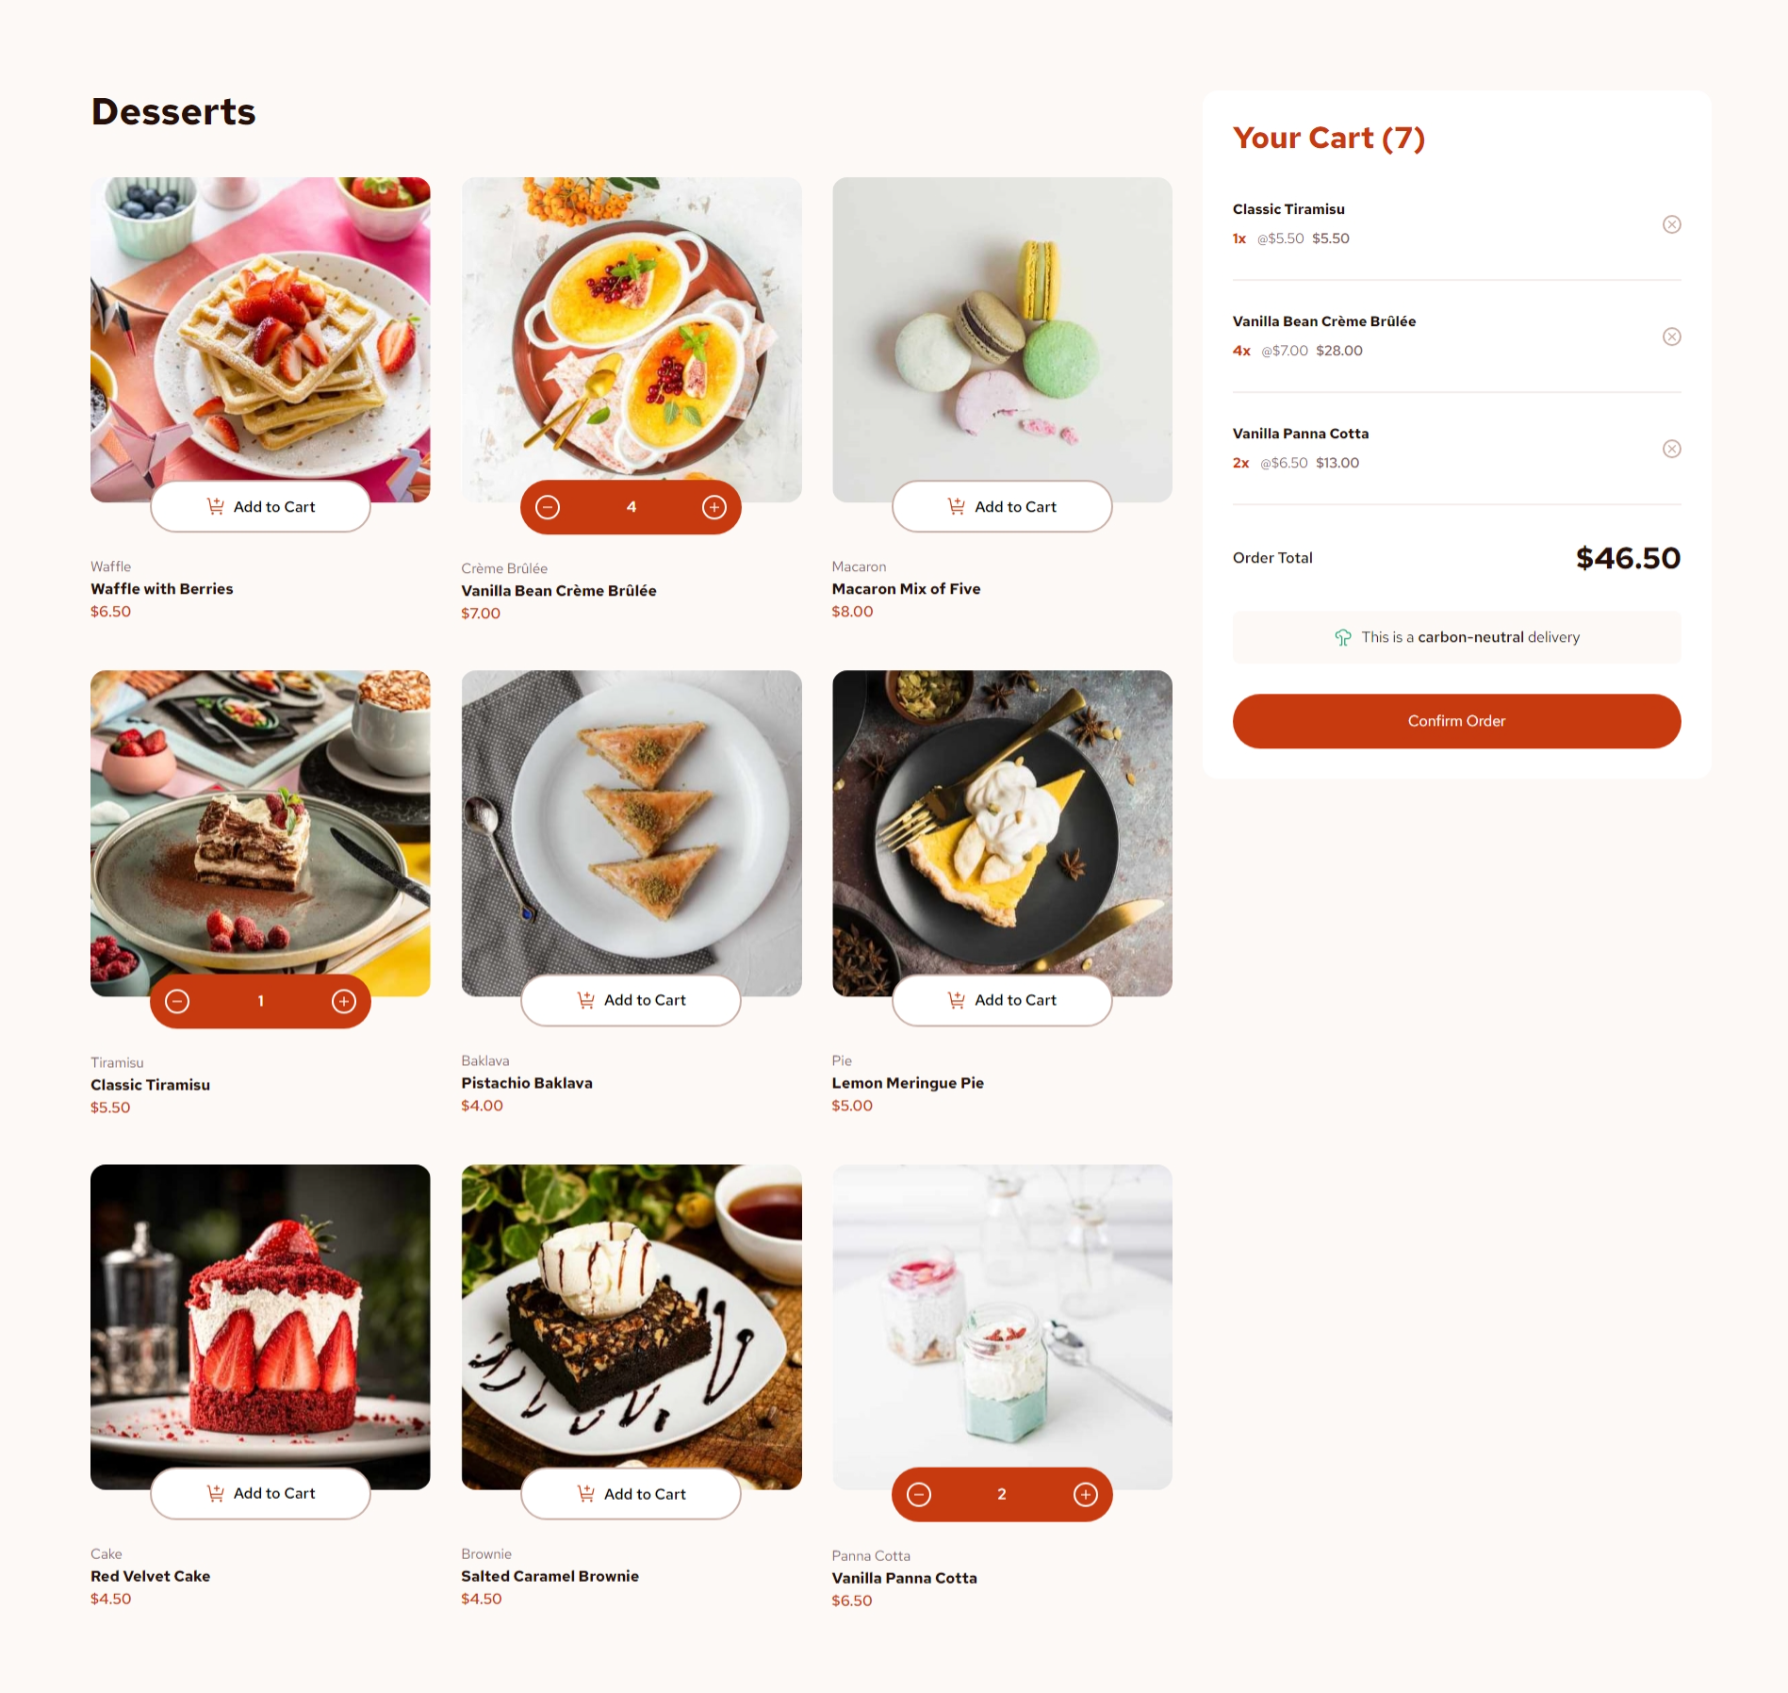 Desserts
Add to Cart
Waffle
Waffle with Berries
$6.50
4
Crème Brûlée
Vanilla Bean Crème Brûlée
$7.00
Add to Cart
Macaron
Macaron Mix of Five
$8.00
1
Tiramisu
Classic Tiramisu
$5.50
Add to Cart
Baklava
Pistachio Baklava
$4.00
Add to Cart
Pie
Lemon Meringue Pie
$5.00
Add to Cart
Cake
Red Velvet Cake
$4.50
Add to Cart
Brownie
Salted Caramel Brownie
$4.50
2
Panna Cotta
Vanilla Panna Cotta
$6.50
Your Cart (7)
Classic Tiramisu
1x @$5.50 $5.50
Vanilla Bean Crème Brûlée
4x @$7.00 $28.00
Vanilla Panna Cotta
2x @$6.50 $13.00
Order Total $46.50
This is a carbon-neutral delivery
Confirm Order